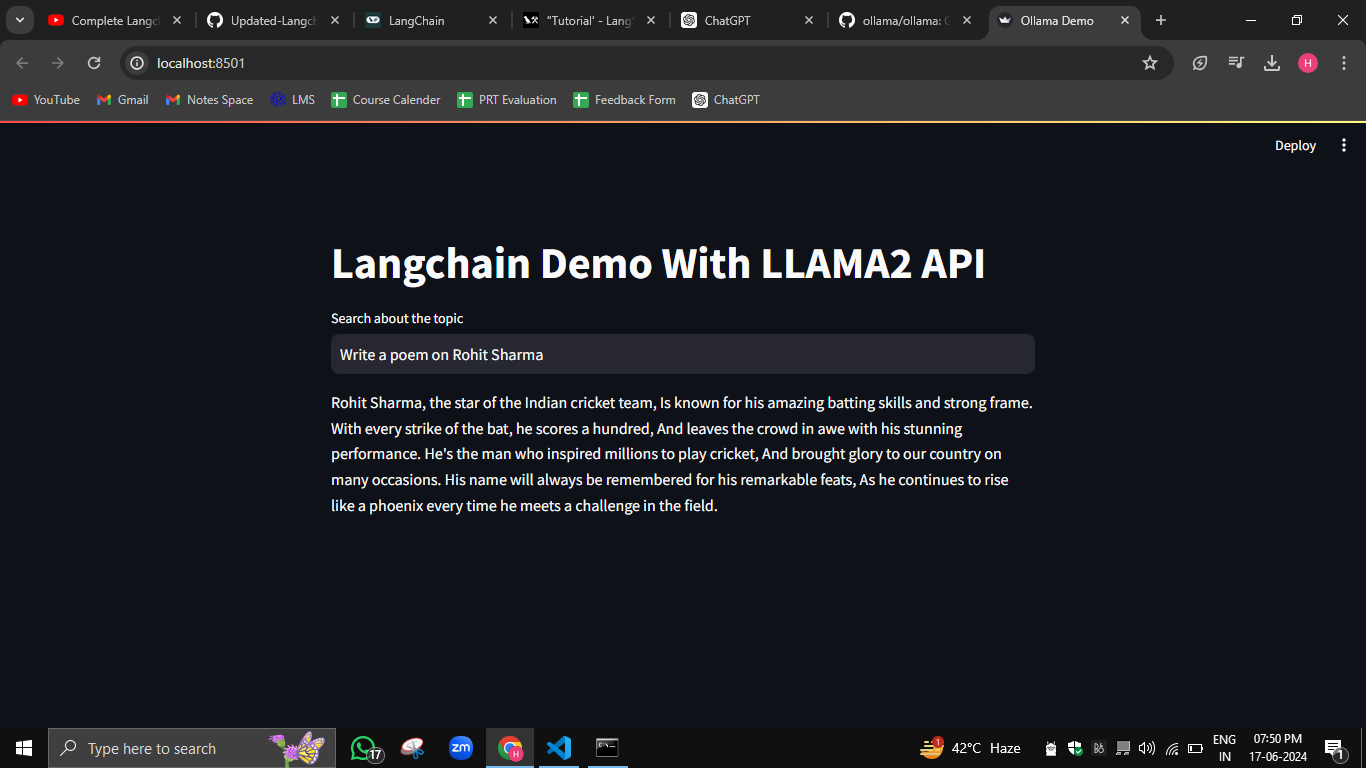 Complete Langc
Updated-Langch
LangChain
"Tutorial' - Lang
ChatGPT
ollama/ollama: G
Ollama Demo
localhost:8501
H
YouTube
Gmail
Notes Space
LMS
Course Calender
PRT Evaluation
Feedback Form
ChatGPT
Deploy
Langchain Demo With LLAMA2 API
Search about the topic
Write a poem on Rohit Sharma
Rohit Sharma, the star of the Indian cricket team, Is known for his amazing batting skills and strong frame.
With every strike of the bat, he scores a hundred, And leaves the crowd in awe with his stunning
performance. He's the man who inspired millions to play cricket, And brought glory to our country on
many occasions. His name will always be remembered for his remarkable feats, As he continues to rise
like a phoenix every time he meets a challenge in the field.
Type here to search
17
zm
H
1
42°C Haze
ENG
IN
07:50 PM
17-06-2024
1